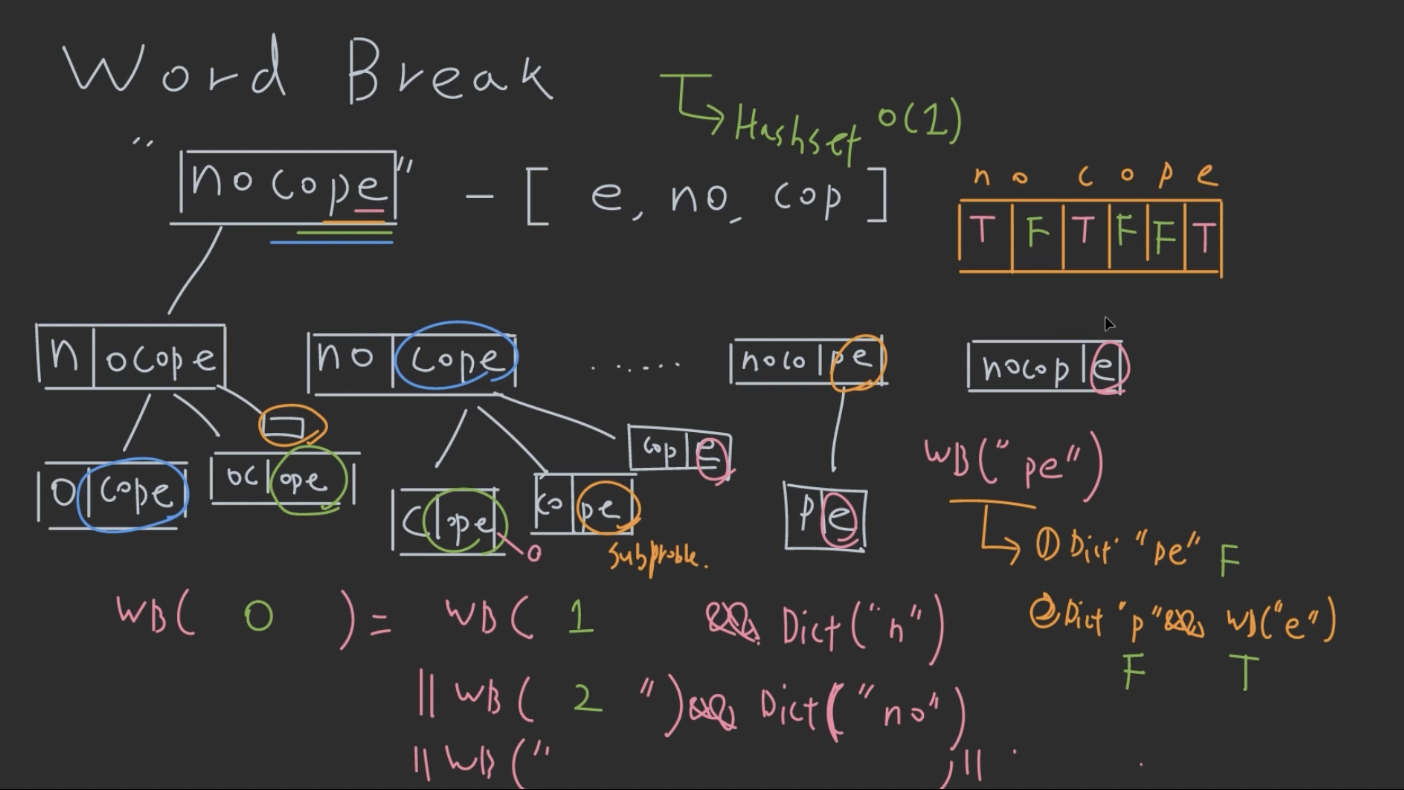 Word Break
Hashset O(1)
"nocope" - [ e, no, cop ]
n o c o p e
T F T F F T
n|ocope
no|cope
......
noco|pe
nocop|e
o|cope
oc|ope
c|ope
o
co|pe
cop|e
p|e
subproble.
WB("pe")
① Dict "pe" F
② Dict "p" && WB("e")
F T
WB( 0 ) = WB( 1 && Dict("n")
|| WB( 2 ") && Dict("no")
|| WB(" ) ||